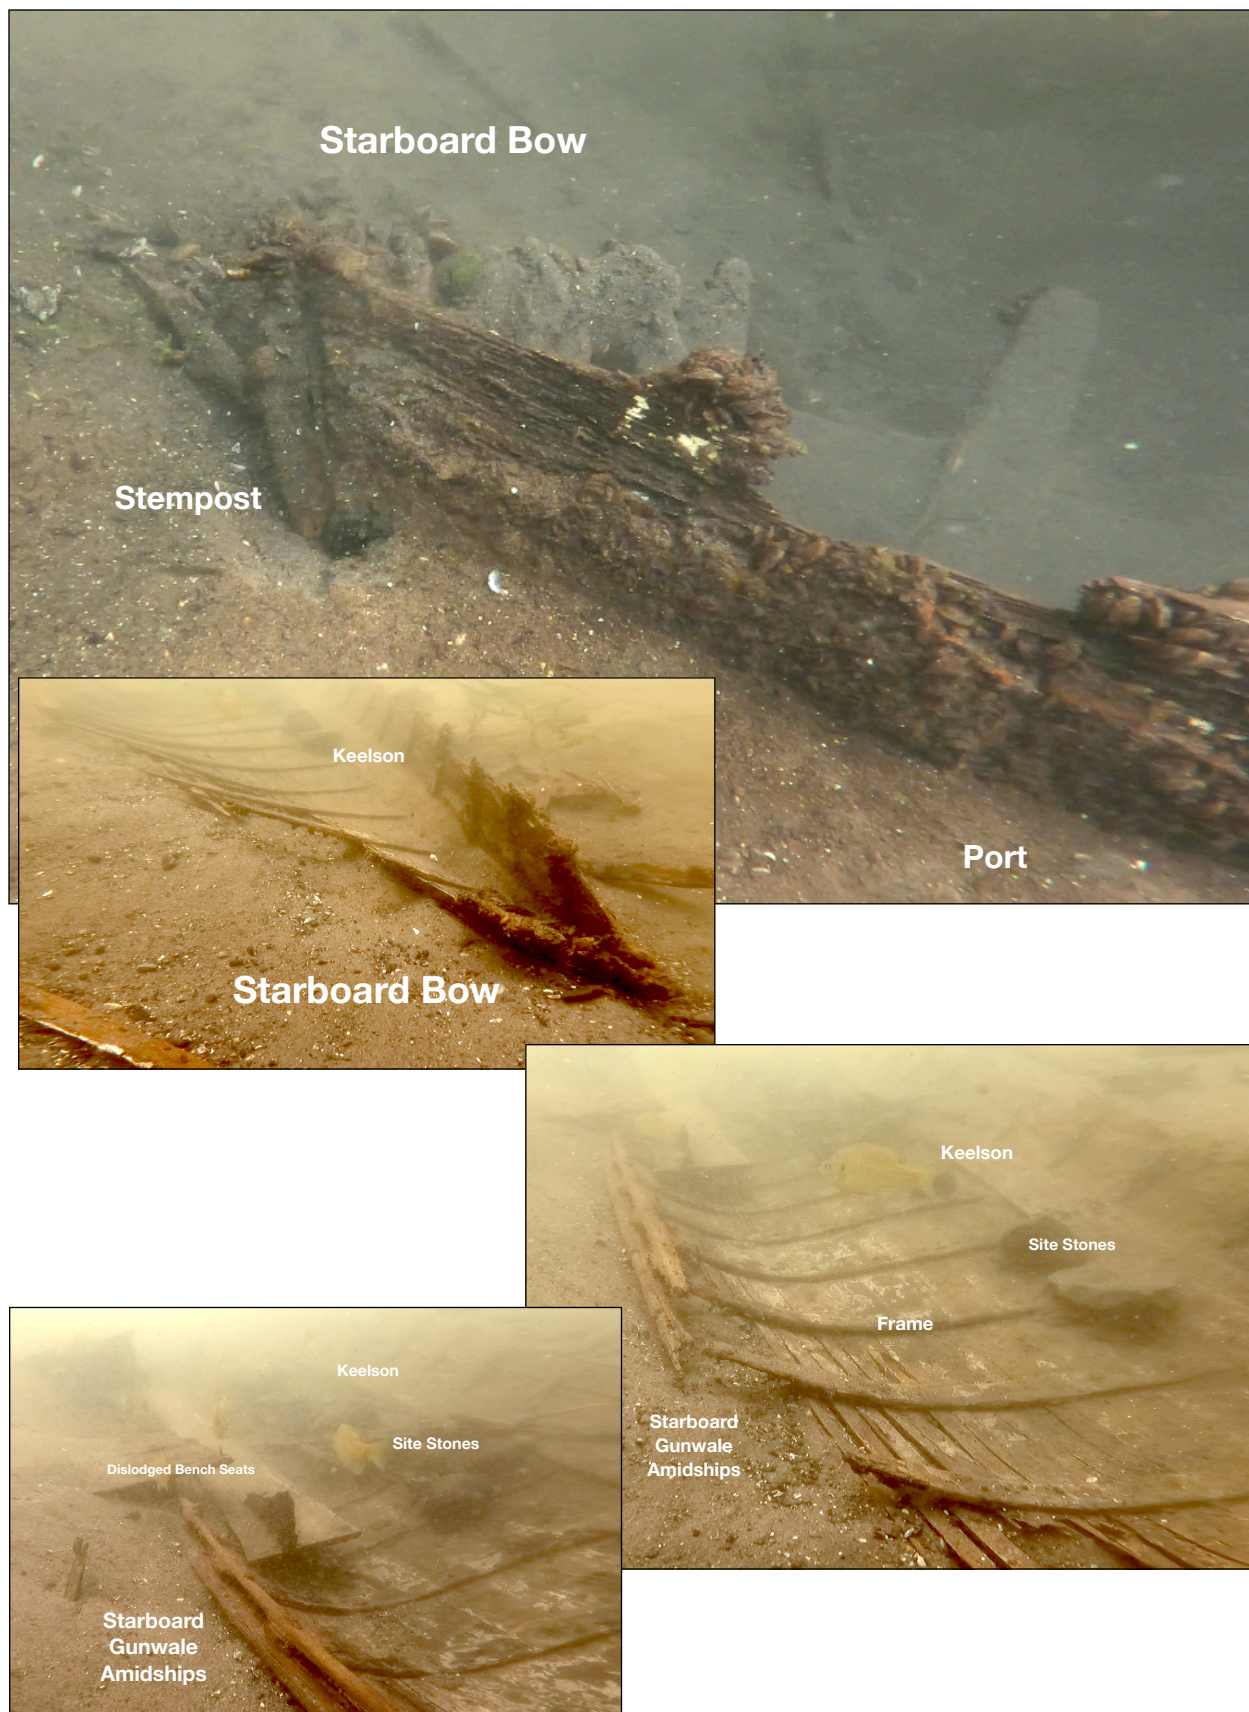 Starboard Bow
Stempost
Port
Keelson
Starboard Bow
Keelson
Site Stones
Frame
Starboard
Gunwale
Amidships
Keelson
Site Stones
Dislodged Bench Seats
Starboard
Gunwale
Amidships